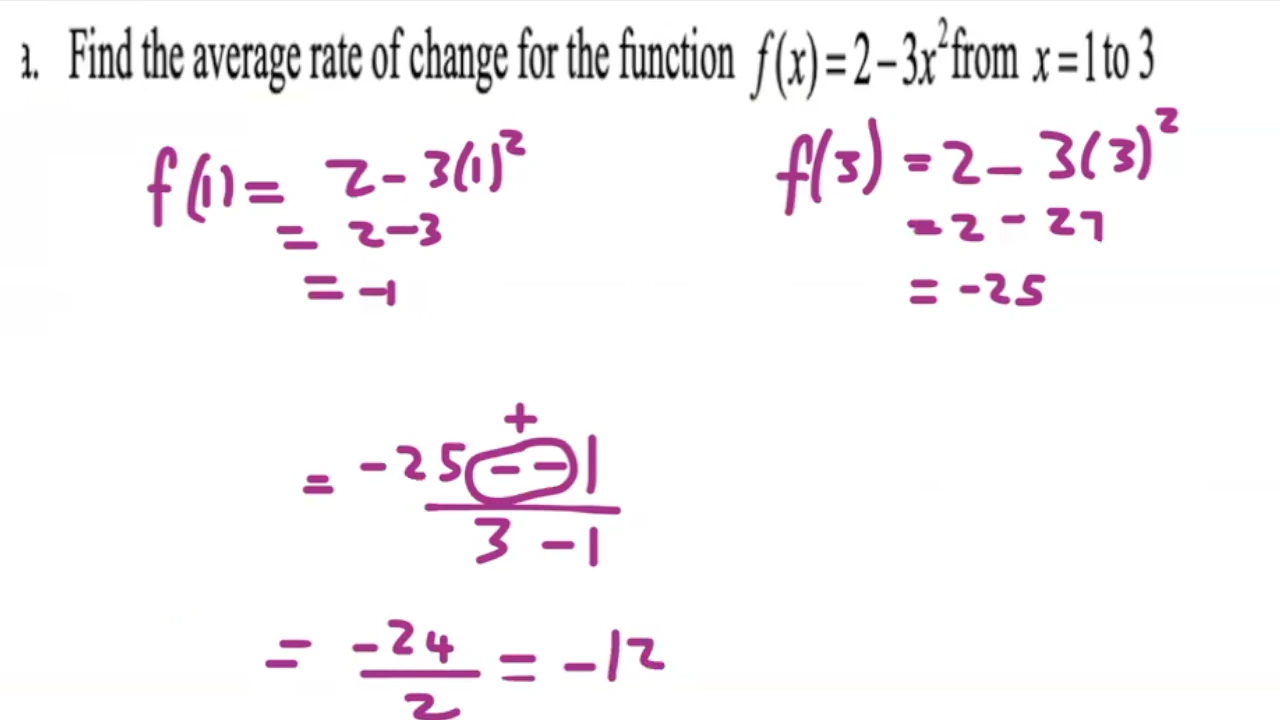 a. Find the average rate of change for the function f(x)=2-3x² from x=1 to 3
f(1) = 2-3(1)²
= 2-3
= -1
f(3) = 2-3(3)²
= 2-27
= -25
+
= -25 - -1
3-1
= -24 = -12
2